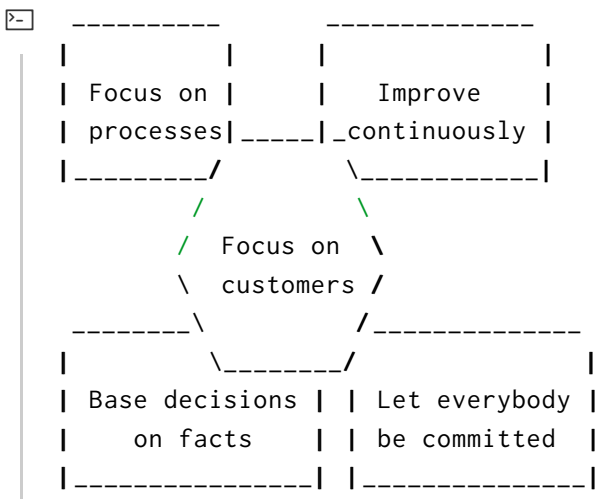 Focus on
processes
Improve
continuously
Focus on
customers
Base decisions
on facts
Let everybody
be committed